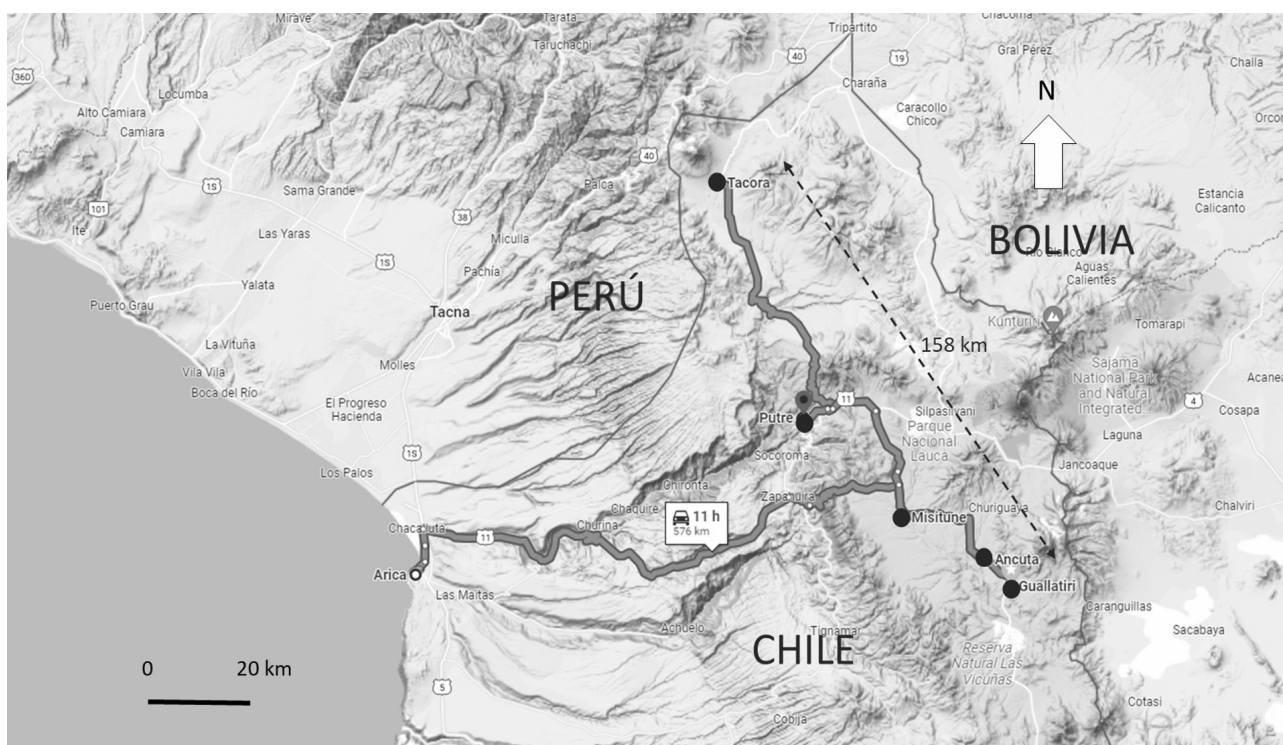 Mirave
Tarata
Tripartito
Chacoma
40
19
Gral Pérez
Taruchachi
36D
Locumba
Charaña
Challa
Alto Camiara
Camiara
Caracollo
Chico
N
Orcor
40
1S
Sama Grande
Palca
Tacora
Estancia
Calicanto
101
Ite
38
Las Yaras
Miculla
BOLIVIA
Río Blanco
Aguas
Calientes
1S
Pachía
Puerto Grau
Yalata
PERÚ
Tacna
Kunturiri
Tomarapi
La Vituña
158 km
Vila Vila
Molles
Sajama
National Park
and Natural
Integrated...
Acanea
Boca del Río
El Progreso
Hacienda
11
4
Cosapa
Putre
Silpasilvani
Parque
Nacional
Lauca
Laguna
1S
Socoroma
Los Palos
Jancoaque
Chironta
Chaquire
Zapahuira
Chalviri
11 h
576 km
Misitune
Churiguaya
Chacalluta
11
Churina
Arica
Ancuta
Guallatiri
Las Maitas
Caranguillas
Achuelo
Tignamar
Sacabaya
CHILE
Reserva
Natural Las
Vicuñas
0 20 km
5
Cotasi
Cobija